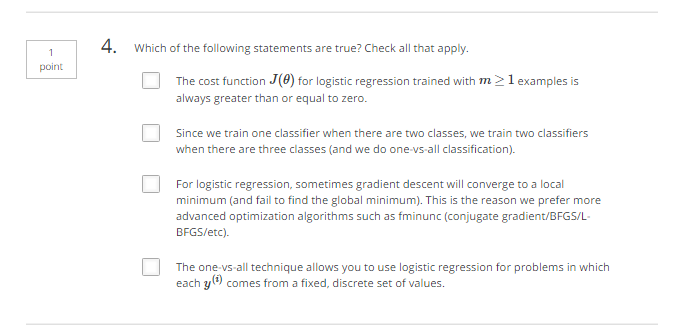 1
point
4. Which of the following statements are true? Check all that apply.
The cost function J(θ) for logistic regression trained with m ≥ 1 examples is
always greater than or equal to zero.
Since we train one classifier when there are two classes, we train two classifiers
when there are three classes (and we do one-vs-all classification).
For logistic regression, sometimes gradient descent will converge to a local
minimum (and fail to find the global minimum). This is the reason we prefer more
advanced optimization algorithms such as fminunc (conjugate gradient/BFGS/L-
BFGS/etc).
The one-vs-all technique allows you to use logistic regression for problems in which
each y⁽ⁱ⁾ comes from a fixed, discrete set of values.